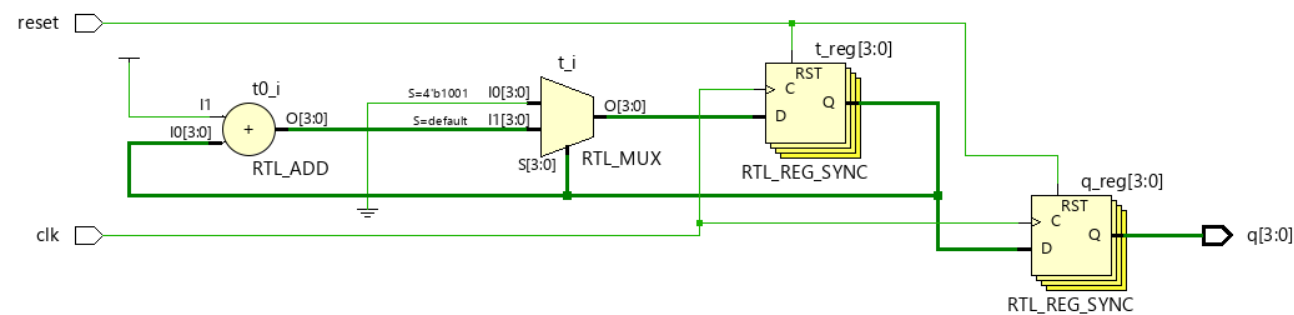 reset
t_reg[3:0]
RST
C
Q
D
RTL_REG_SYNC
t0_i
I1
I0[3:0]
+
O[3:0]
RTL_ADD
t_i
S=4'b1001
I0[3:0]
S=default
I1[3:0]
O[3:0]
S[3:0]
RTL_MUX
clk
q_reg[3:0]
RST
C
Q
D
RTL_REG_SYNC
q[3:0]